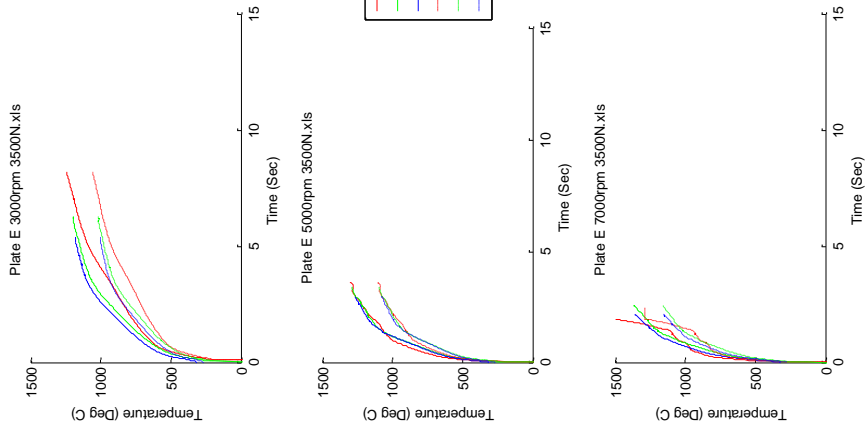 Plate E 3000rpm 3500N.xls
Temperature (Deg C)
1500
1000
500
0
0
5
10
15
Time (Sec)
Plate E 5000rpm 3500N.xls
Temperature (Deg C)
1500
1000
500
0
0
5
10
15
Time (Sec)
Plate E 7000rpm 3500N.xls
Temperature (Deg C)
1500
1000
500
0
0
5
10
15
Time (Sec)